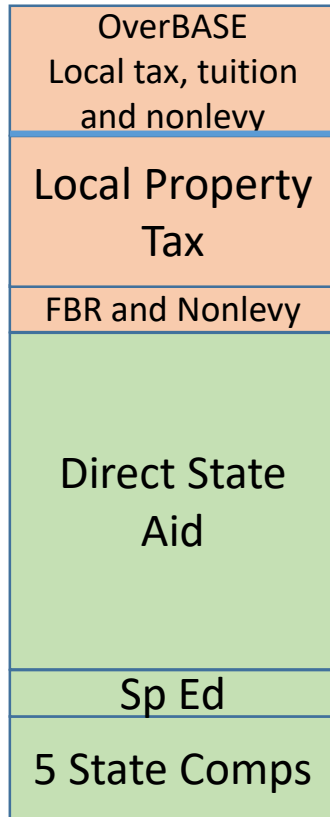 OverBASE
Local tax, tuition
and nonlevy
Local Property
Tax
FBR and Nonlevy
Direct State
Aid
Sp Ed
5 State Comps